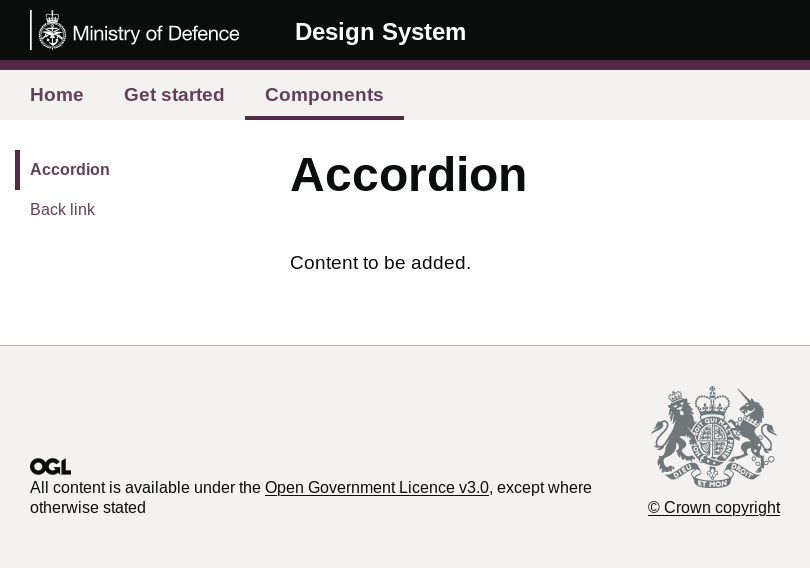 Ministry of Defence
Design System
Home
Get started
Components
Accordion
Back link
Accordion
Content to be added.
OGL
All content is available under the Open Government Licence v3.0, except where
otherwise stated
DIEU ET MON DROIT
© Crown copyright